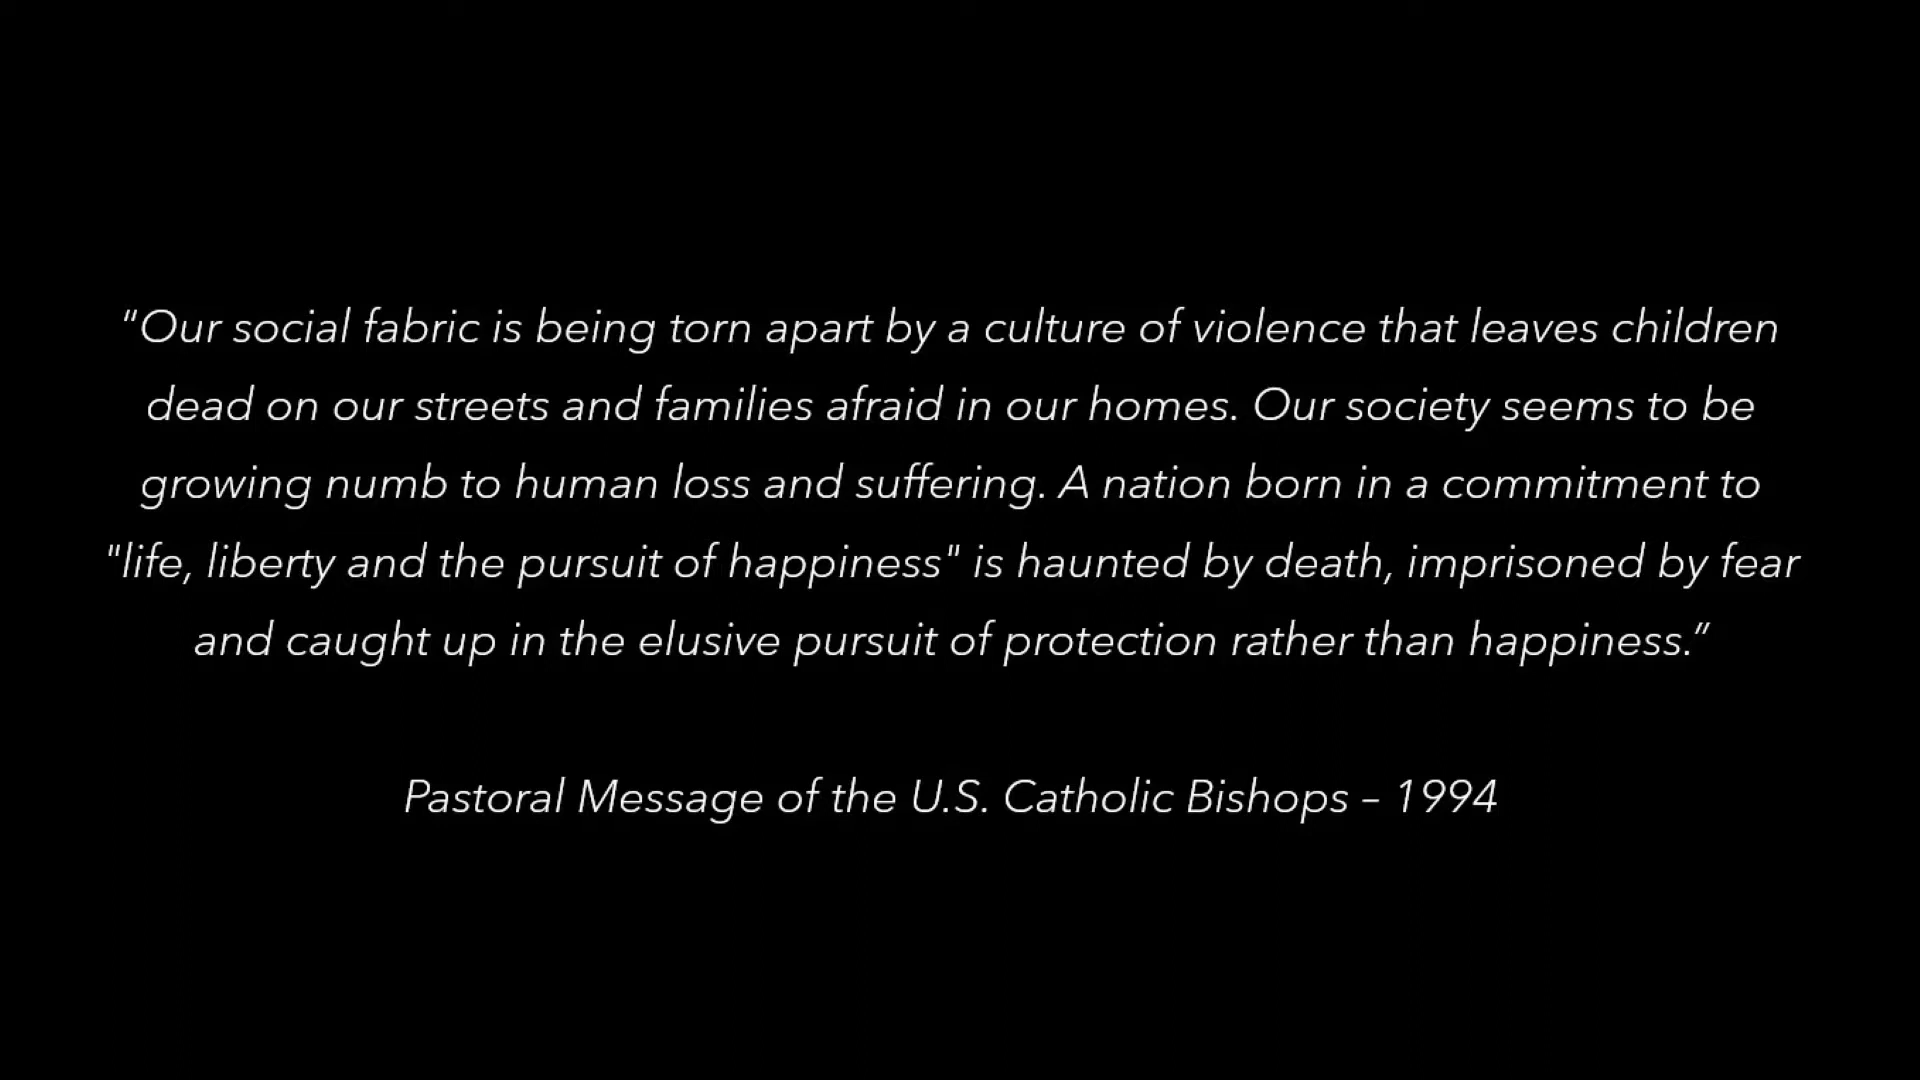 “Our social fabric is being torn apart by a culture of violence that leaves children
dead on our streets and families afraid in our homes. Our society seems to be
growing numb to human loss and suffering. A nation born in a commitment to
"life, liberty and the pursuit of happiness" is haunted by death, imprisoned by fear
and caught up in the elusive pursuit of protection rather than happiness.”
Pastoral Message of the U.S. Catholic Bishops – 1994